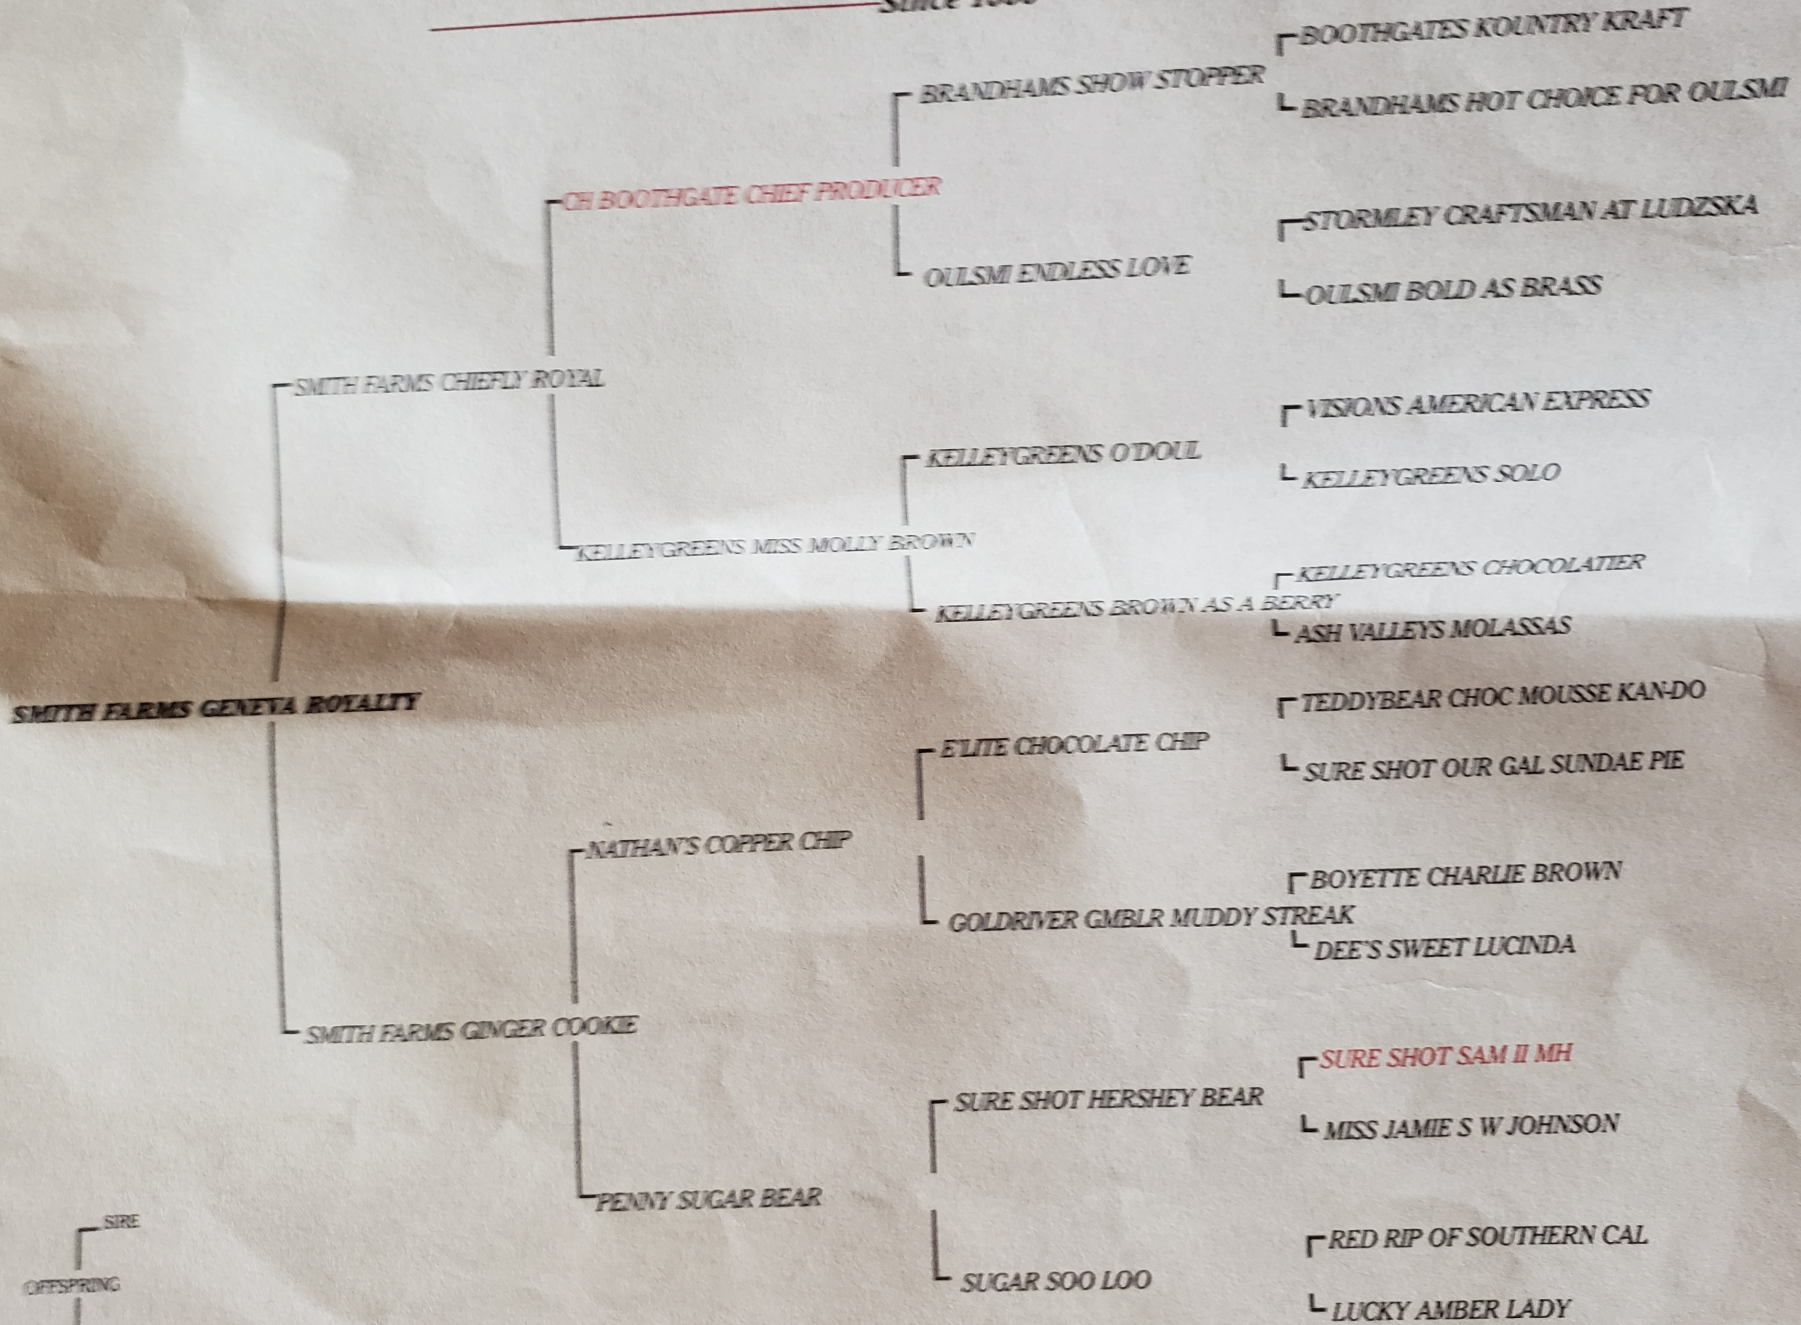 Since
BOOTHGATES KOUNTRY KRAFT
BRANDHAMS SHOW STOPPER
BRANDHAMS HOT CHOICE FOR OULSMI
CH BOOTHGATE CHIEF PRODUCER
STORMLEY CRAFTSMAN AT LUDZSKA
OULSMI ENDLESS LOVE
OULSMI BOLD AS BRASS
SMITH FARMS CHIEFLY ROYAL
VISIONS AMERICAN EXPRESS
KELLEYGREENS O'DOUL
KELLEYGREENS SOLO
KELLEYGREENS MISS MOLLY BROWN
KELLEYGREENS CHOCOLATIER
KELLEYGREENS BROWN AS A BERRY
ASH VALLEYS MOLASSAS
SMITH FARMS GENEVA ROYALTY
TEDDYBEAR CHOC MOUSSE KAN-DO
E'LITE CHOCOLATE CHIP
SURE SHOT OUR GAL SUNDAE PIE
NATHAN'S COPPER CHIP
BOYETTE CHARLIE BROWN
GOLDRIVER GMBLR MUDDY STREAK
DEE'S SWEET LUCINDA
SMITH FARMS GINGER COOKIE
SURE SHOT SAM II MH
SURE SHOT HERSHEY BEAR
MISS JAMIE S W JOHNSON
PENNY SUGAR BEAR
SIRE
RED RIP OF SOUTHERN CAL
OFFSPRING
SUGAR SOO LOO
LUCKY AMBER LADY